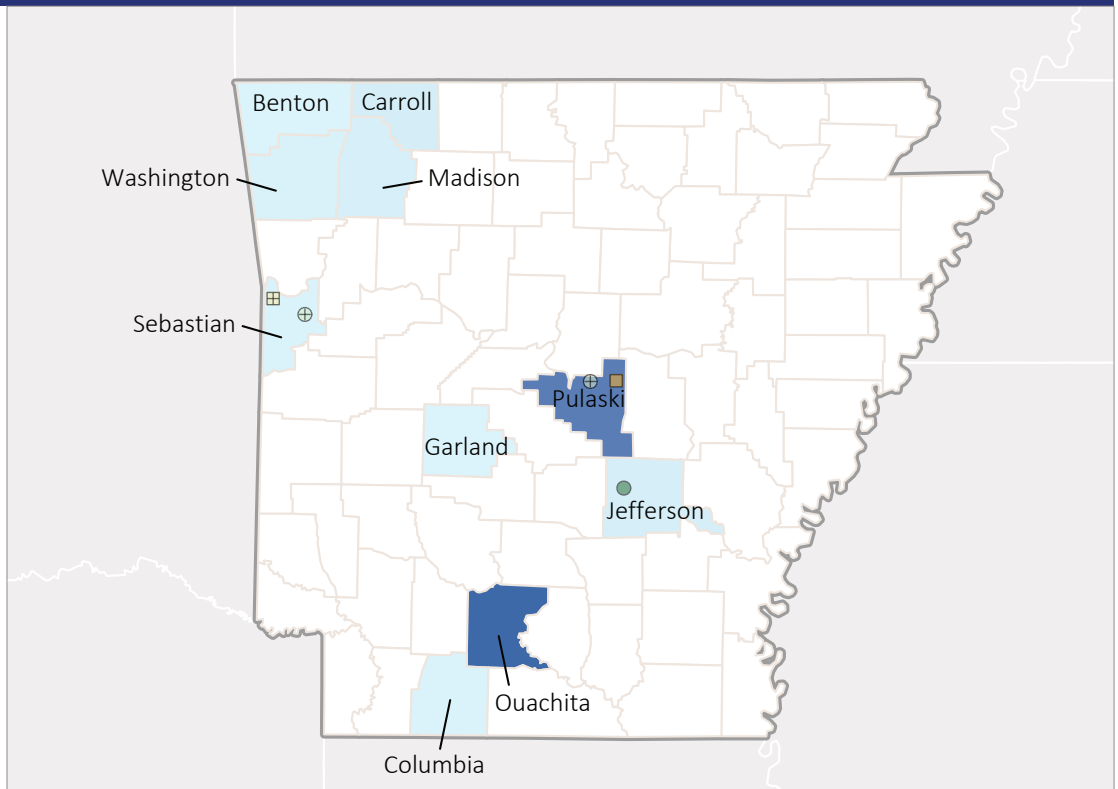 Benton
Carroll
Washington
Madison
Sebastian
Pulaski
Garland
Jefferson
Ouachita
Columbia